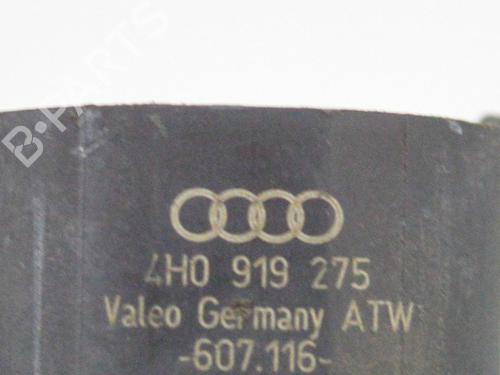 B-PARTS
4H0 919 275
Valeo Germany ATW
-607.116-